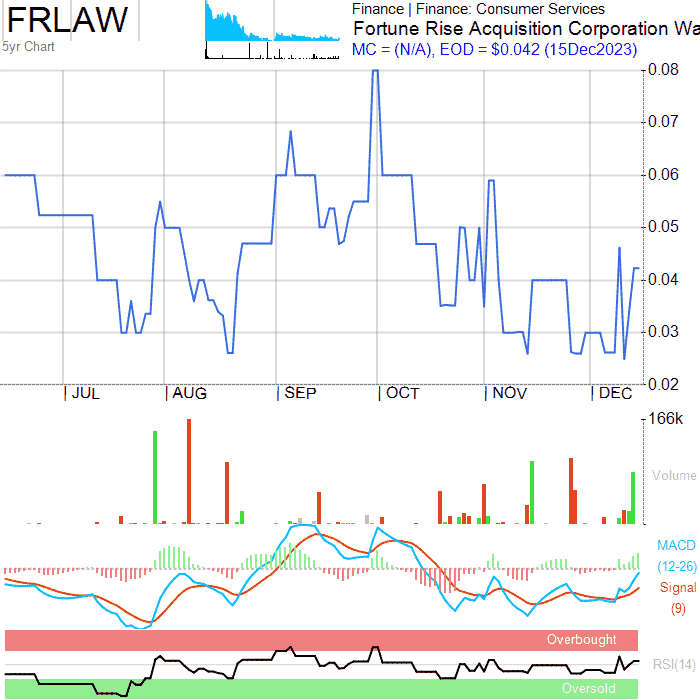 FRLAW
5yr Chart
Finance | Finance: Consumer Services
Fortune Rise Acquisition Corporation Wa
MC = (N/A), EOD = $0.042 (15Dec2023)
0.08
0.07
0.06
0.05
0.04
0.03
0.02
JUL AUG SEP OCT NOV DEC
166k
Volume
MACD
(12-26)
Signal
(9)
Overbought
RSI(14)
Oversold